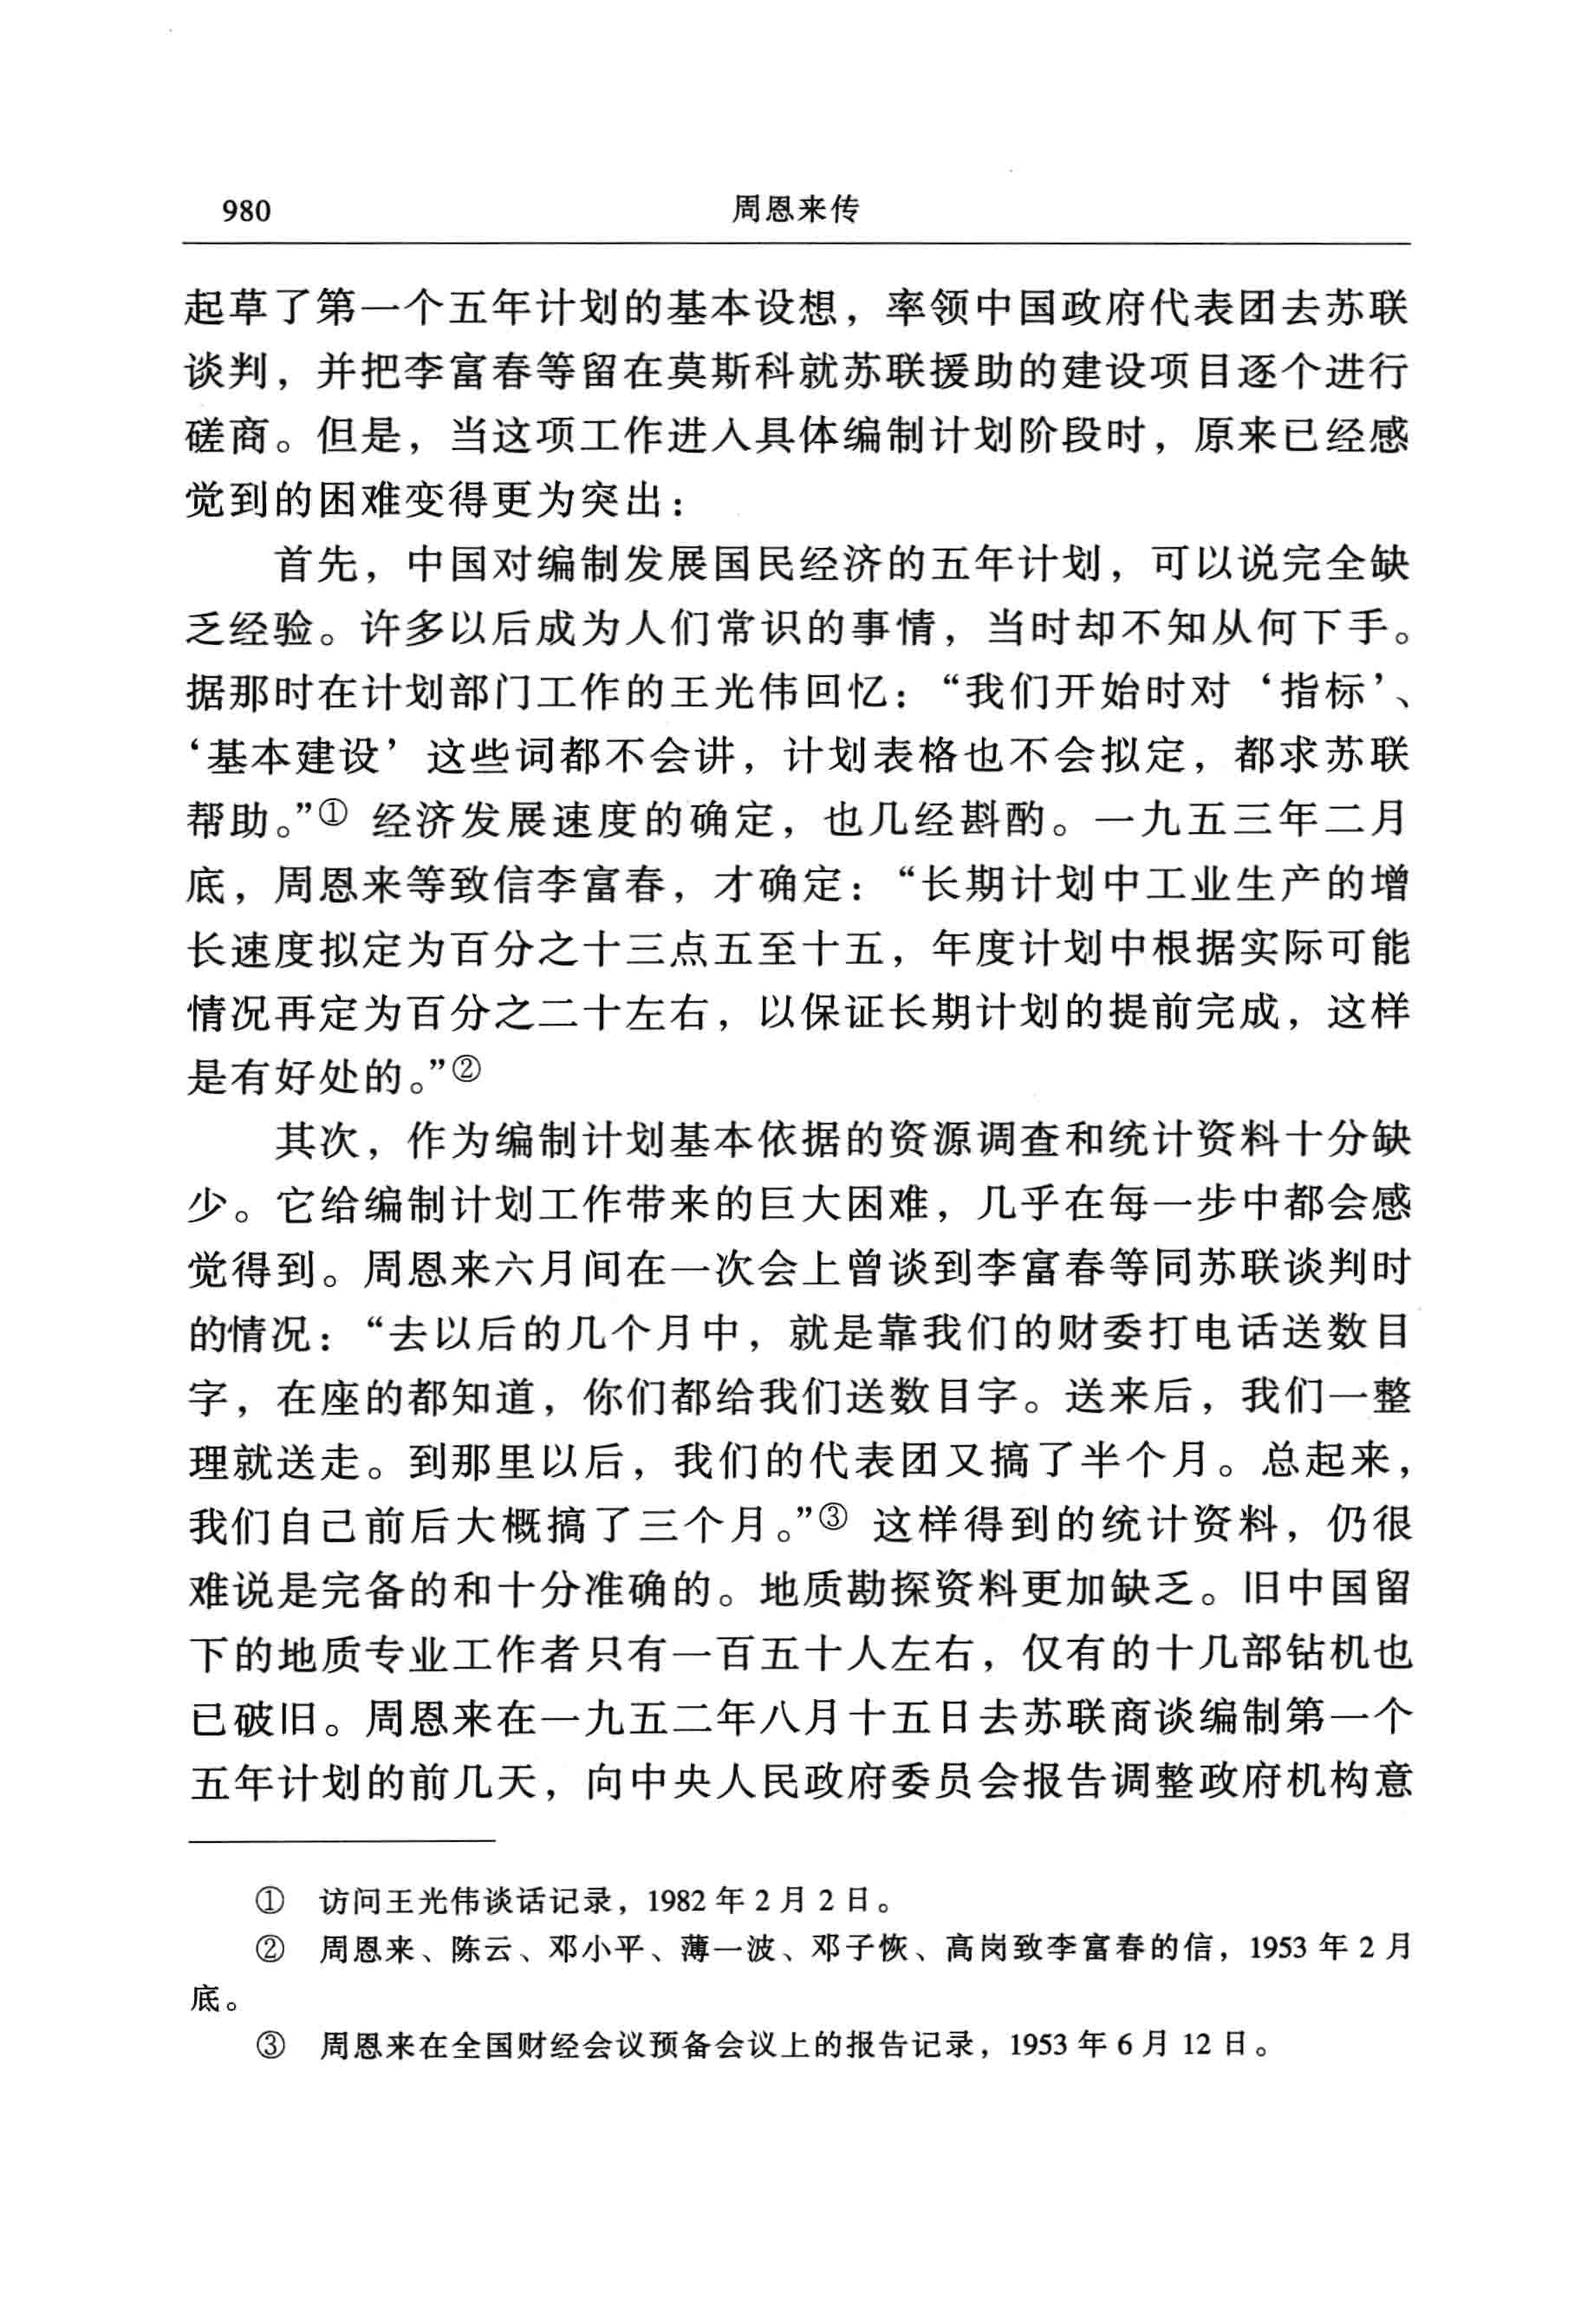 980
周恩来传
起草了第一个五年计划的基本设想，率领中国政府代表团去苏联
谈判，并把李富春等留在莫斯科就苏联援助的建设项目逐个进行
磋商。但是，当这项工作进入具体编制计划阶段时，原来已经感
觉到的困难变得更为突出：
首先，中国对编制发展国民经济的五年计划，可以说完全缺
乏经验。许多以后成为人们常识的事情，当时却不知从何下手。
据那时在计划部门工作的王光伟回忆：“我们开始时对‘指标’、
‘基本建设’这些词都不会讲，计划表格也不会拟定，都求苏联
帮助。”① 经济发展速度的确定，也几经斟酌。一九五三年二月
底，周恩来等致信李富春，才确定：“长期计划中工业生产的增
长速度拟定为百分之十三点五至十五，年度计划中根据实际可能
情况再定为百分之二十左右，以保证长期计划的提前完成，这样
是有好处的。”②
其次，作为编制计划基本依据的资源调查和统计资料十分缺
少。它给编制计划工作带来的巨大困难，几乎在每一步中都会感
觉得到。周恩来六月间在一次会上曾谈到李富春等同苏联谈判时
的情况：“去以后的几个月中，就是靠我们的财委打电话送数目
字，在座的都知道，你们都给我们送数目字。送来后，我们一整
理就送走。到那里以后，我们的代表团又搞了半个月。总起来，
我们自己前后大概搞了三个月。”③ 这样得到的统计资料，仍很
难说是完备的和十分准确的。地质勘探资料更加缺乏。旧中国留
下的地质专业工作者只有一百五十人左右，仅有的十几部钻机也
已破旧。周恩来在一九五二年八月十五日去苏联商谈编制第一个
五年计划的前几天，向中央人民政府委员会报告调整政府机构意
① 访问王光伟谈话记录，1982 年 2 月 2 日。
② 周恩来、陈云、邓小平、薄一波、邓子恢、高岗致李富春的信，1953 年 2 月
底。
③ 周恩来在全国财经会议预备会议上的报告记录，1953 年 6 月 12 日。